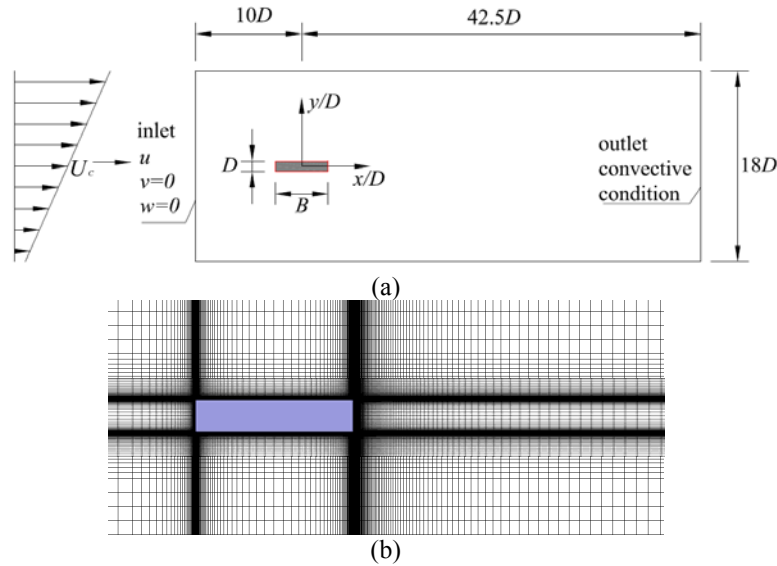 10D
42.5D
y/D
inlet
u
v=0
w=0
U_c
D
x/D
B
outlet
convective
condition
18D
(a)
(b)